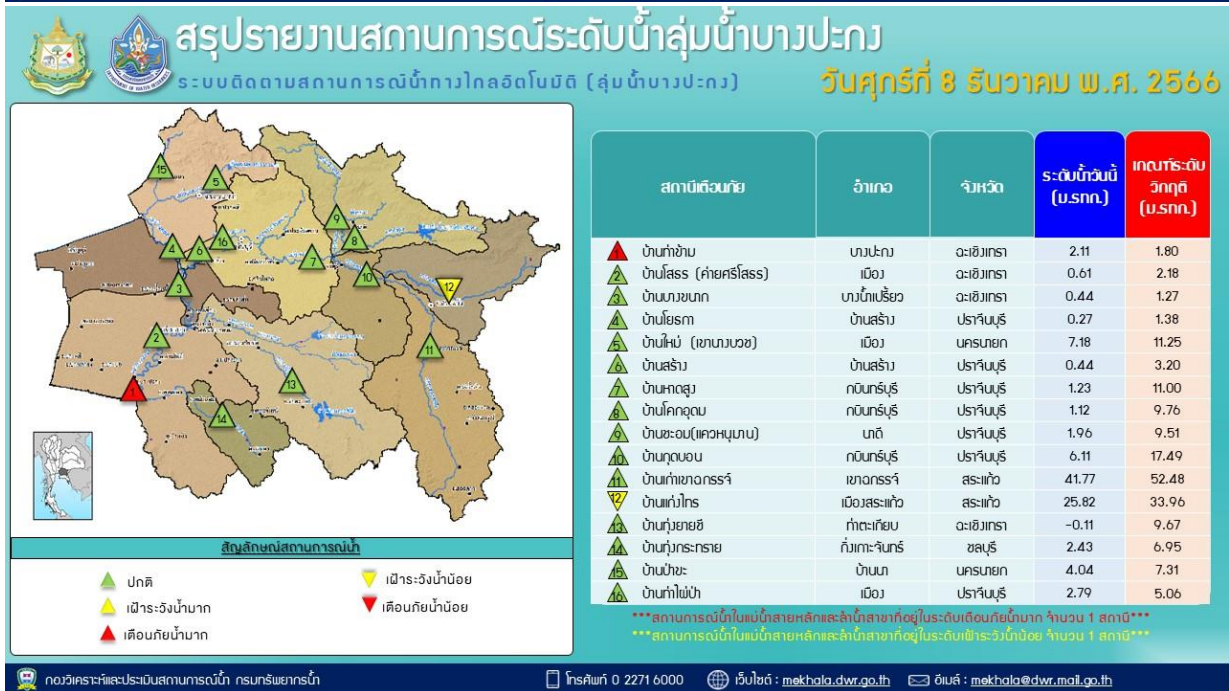 สรุปรายงานสถานการณ์ระดับน้ำลุ่มน้ำบางปะกง
ระบบติดตามสถานการณ์น้ำทางไกลอัตโนมัติ (ลุ่มน้ำบางปะกง)
วันศุกร์ที่ 8 ธันวาคม พ.ศ. 2566
15
5
9
4
6
16
8
7
10
3
12
2
11
1
13
14
สัญลักษณ์สถานการณ์น้ำ
ปกติ
เฝ้าระวังน้ำน้อย
เฝ้าระวังน้ำมาก
เตือนภัยน้ำน้อย
เตือนภัยน้ำมาก
สถานีเตือนภัย อำเภอ จังหวัด ระดับน้ำวันนี้ (ม.รทก.) เกณฑ์ระดับวิกฤติ (ม.รทก.)
1 บ้านท่าข้าม บางปะกง ฉะเชิงเทรา 2.11 1.80
2 บ้านโสธร (ค่ายศรีโสธร) เมือง ฉะเชิงเทรา 0.61 2.18
3 บ้านบางขนาก บางน้ำเปรี้ยว ฉะเชิงเทรา 0.44 1.27
4 บ้านโยธกา บ้านสร้าง ปราจีนบุรี 0.27 1.38
5 บ้านใหม่ (เขานางบวช) เมือง นครนายก 7.18 11.25
6 บ้านสร้าง บ้านสร้าง ปราจีนบุรี 0.44 3.20
7 บ้านหาดสูง กบินทร์บุรี ปราจีนบุรี 1.23 11.00
8 บ้านโคกอุดม กบินทร์บุรี ปราจีนบุรี 1.12 9.76
9 บ้านชะอม(แควหนุมาน) นาดี ปราจีนบุรี 1.96 9.51
10 บ้านกุดบอน กบินทร์บุรี ปราจีนบุรี 6.11 17.49
11 บ้านเก่าเขาฉกรรจ์ เขาฉกรรจ์ สระแก้ว 41.77 52.48
12 บ้านแก่งไทร เมืองสระแก้ว สระแก้ว 25.82 33.96
13 บ้านทุ่งยายชี ท่าตะเกียบ ฉะเชิงเทรา -0.11 9.67
14 บ้านทุ่งกระทราย กิ่งเกาะจันทร์ ชลบุรี 2.43 6.95
15 บ้านป่าขะ บ้านนา นครนายก 4.04 7.31
16 บ้านท่าไผ่ป่า เมือง ปราจีนบุรี 2.79 5.06
***สถานการณ์น้ำในแม่น้ำสายหลักและลำน้ำสาขาที่อยู่ในระดับเตือนภัยน้ำมาก จำนวน 1 สถานี***
***สถานการณ์น้ำในแม่น้ำสายหลักและลำน้ำสาขาที่อยู่ในระดับเฝ้าระวังน้ำน้อย จำนวน 1 สถานี***
กองวิเคราะห์และประเมินสถานการณ์น้ำ กรมทรัพยากรน้ำ โทรศัพท์ 0 2271 6000 เว็บไซต์ : mekhala.dwr.go.th อีเมล์ : mekhala@dwr.mail.go.th